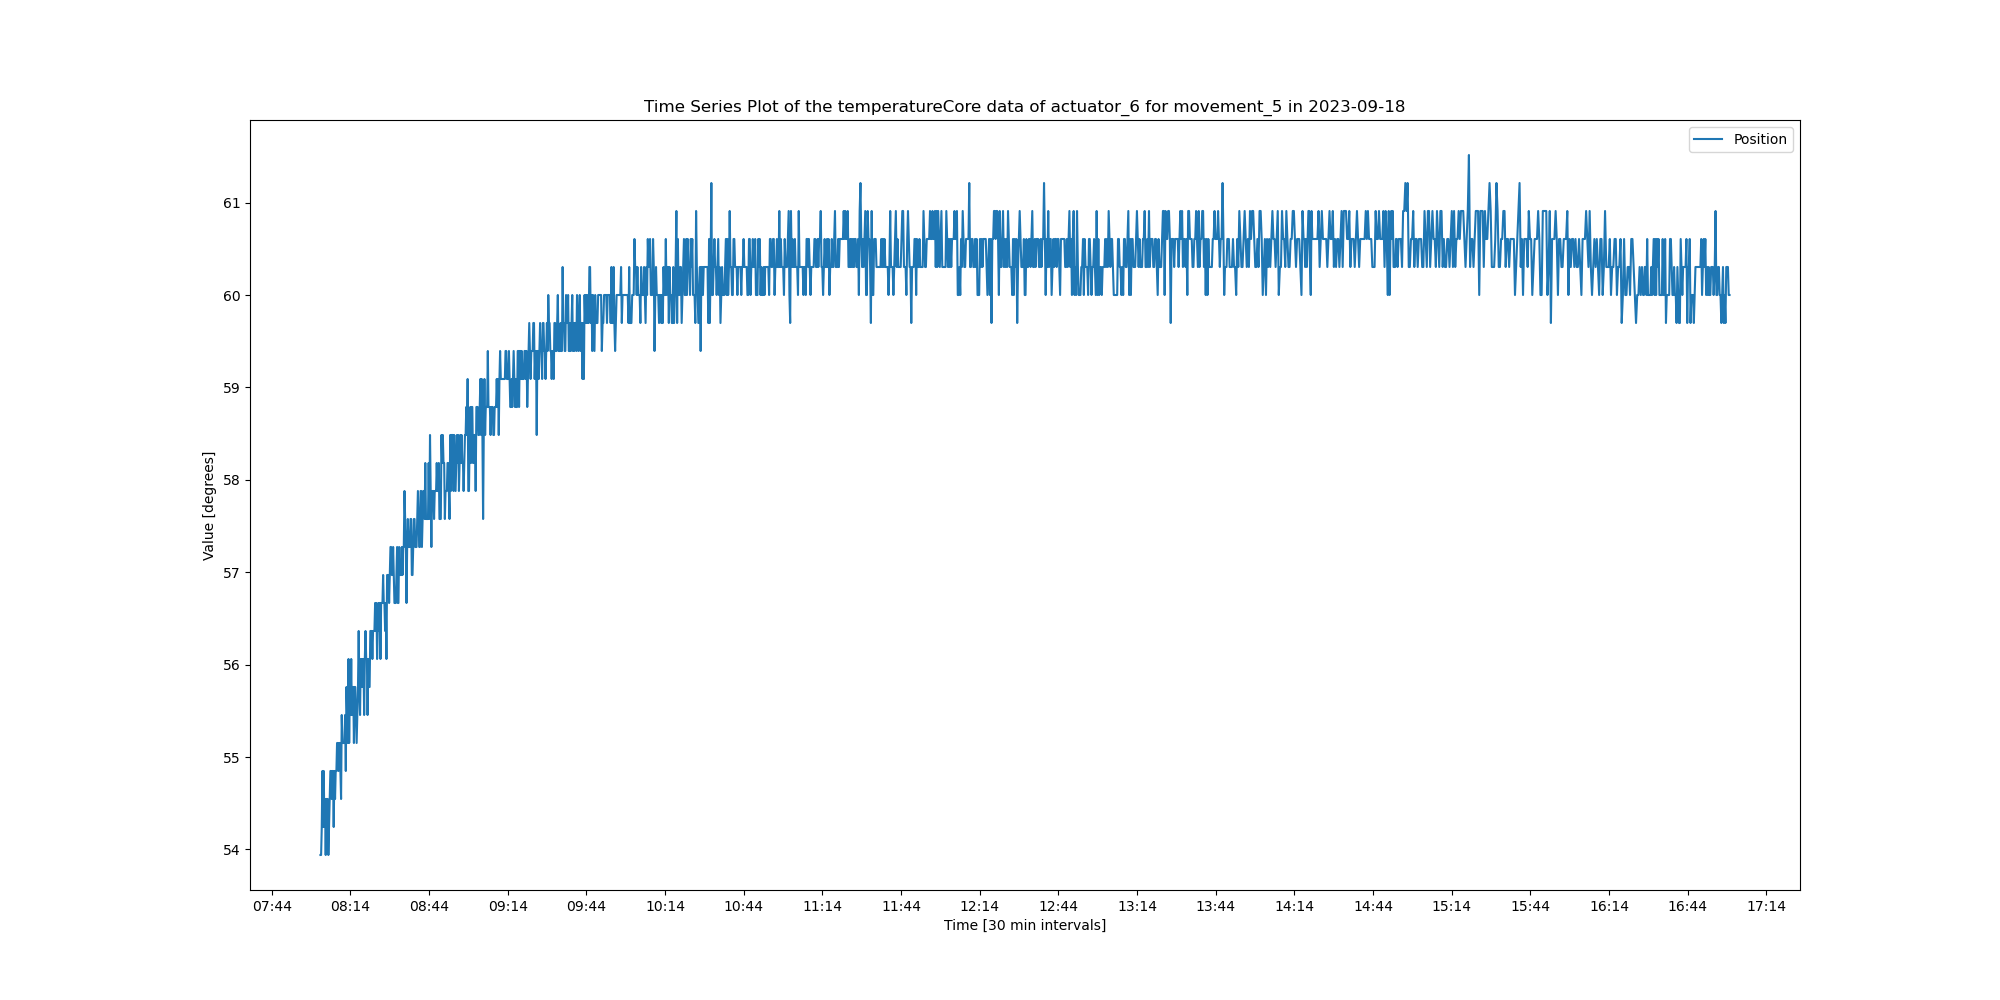 Time Series Plot of the temperatureCore data of actuator_6 for movement_5 in 2023-09-18
Position
61
60
59
58
57
56
55
54
Value [degrees]
07:44 08:14 08:44 09:14 09:44 10:14 10:44 11:14 11:44 12:14 12:44 13:14 13:44 14:14 14:44 15:14 15:44 16:14 16:44 17:14
Time [30 min intervals]